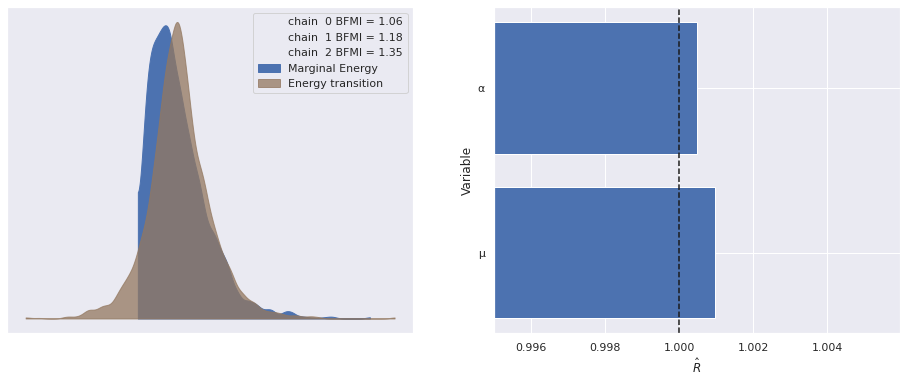 chain  0 BFMI = 1.06
chain  1 BFMI = 1.18
chain  2 BFMI = 1.35
Marginal Energy
Energy transition
Variable
α
μ
0.996 0.998 1.000 1.002 1.004
R̂